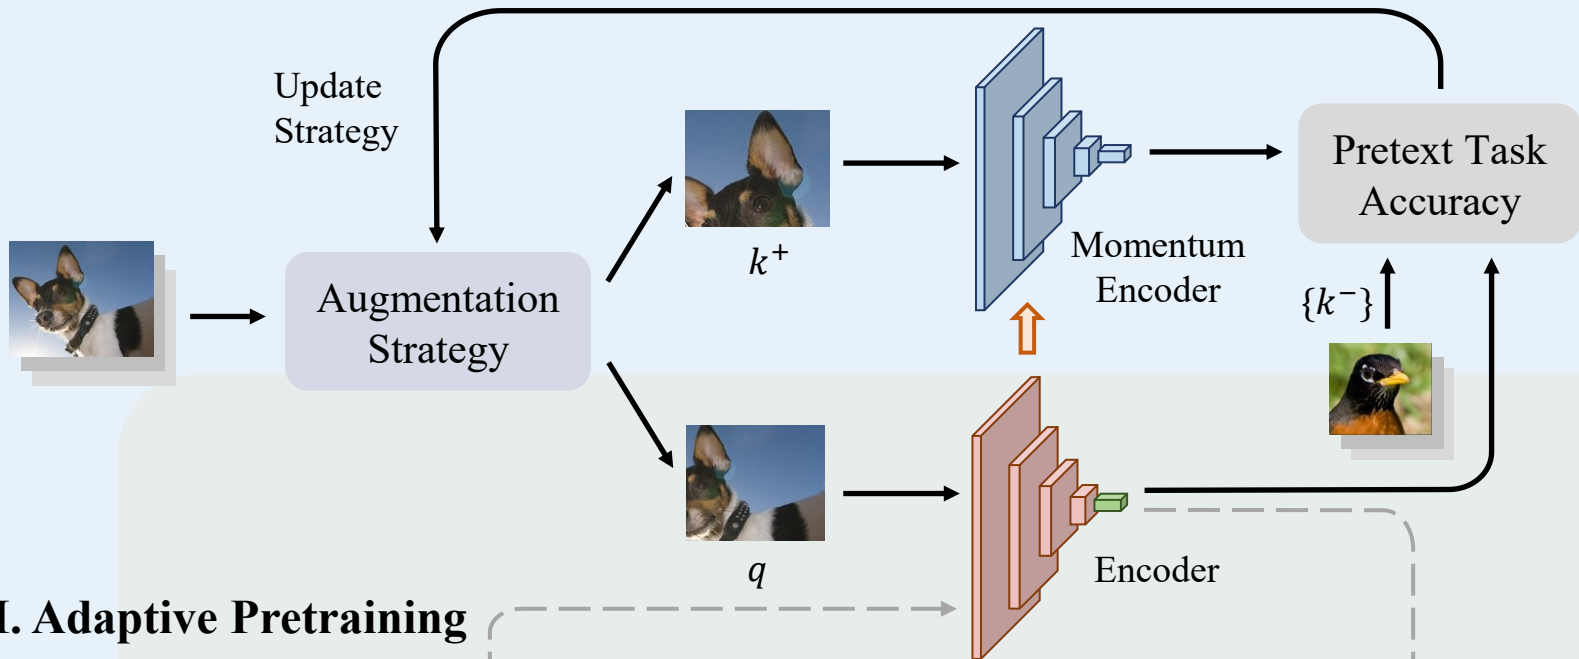 Update
Strategy
k⁺
Pretext Task
Accuracy
Momentum
Encoder
Augmentation
Strategy
{k⁻}
q
Encoder
I. Adaptive Pretraining